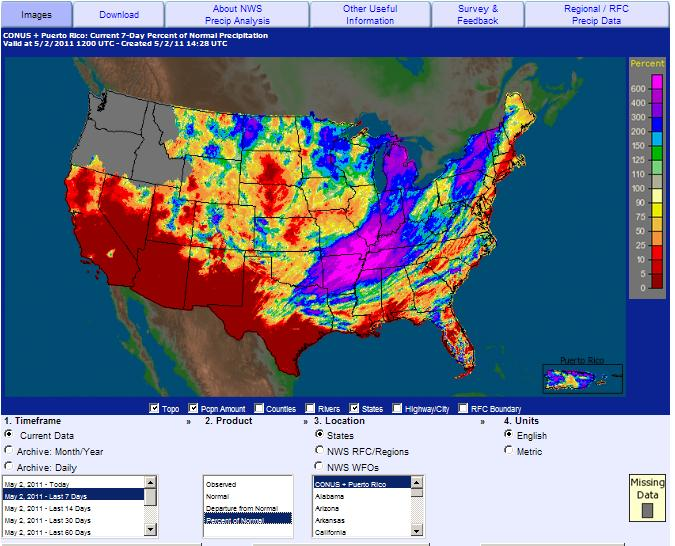 Images
Download
About NWS
Precip Analysis
Other Useful
Information
Survey &
Feedback
Regional / RFC
Precip Data
CONUS + Puerto Rico: Current 7-Day Percent of Normal Precipitation
Valid at 5/2/2011 1200 UTC - Created 5/2/11 14:28 UTC
Percent
600
400
300
200
150
125
110
100
90
75
50
25
10
5
0
Puerto Rico
Topo Pcpn Amount Counties Rivers States Highway/City RFC Boundary
1. Timeframe » 2. Product » 3. Location » 4. Units
Current Data
Archive: Month/Year
Archive: Daily
May 2, 2011 - Today
May 2, 2011 - Last 7 Days
May 2, 2011 - Last 14 Days
May 2, 2011 - Last 30 Days
May 2, 2011 - Last 60 Days
Observed
Normal
Departure from Normal
Percent of Normal
States
NWS RFC/Regions
NWS WFOs
CONUS + Puerto Rico
Alabama
Arizona
Arkansas
California
English
Metric
Missing
Data